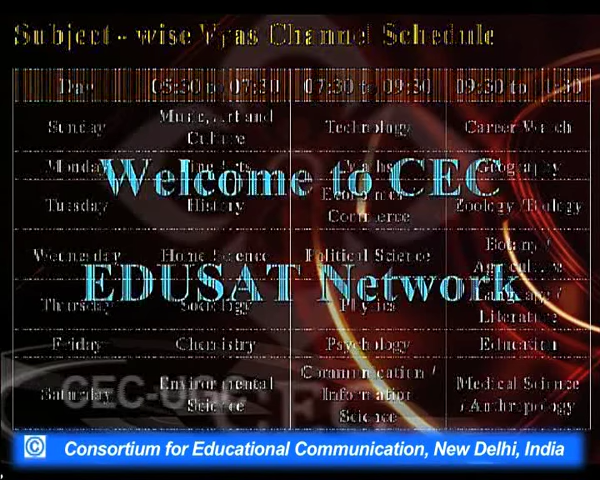 Subject - wise Vyas Channel Schedule
Day 05:30 to 07:30 07:30 to 09:30 09:30 to
Sunday Music, Art and Culture Technology Career Watch
Monday Geography
Welcome to CEC
Tuesday History Commerce Zoology / Biology
Wednesday Home Science Political Science Botany /
EDUSAT Network
Thursday Sociology Physics Literature
Friday Chemistry Psychology Education
Saturday Environmental Science Communication / Information Science Medical Science / Anthropology
CEC-UGC
© Consortium for Educational Communication, New Delhi, India